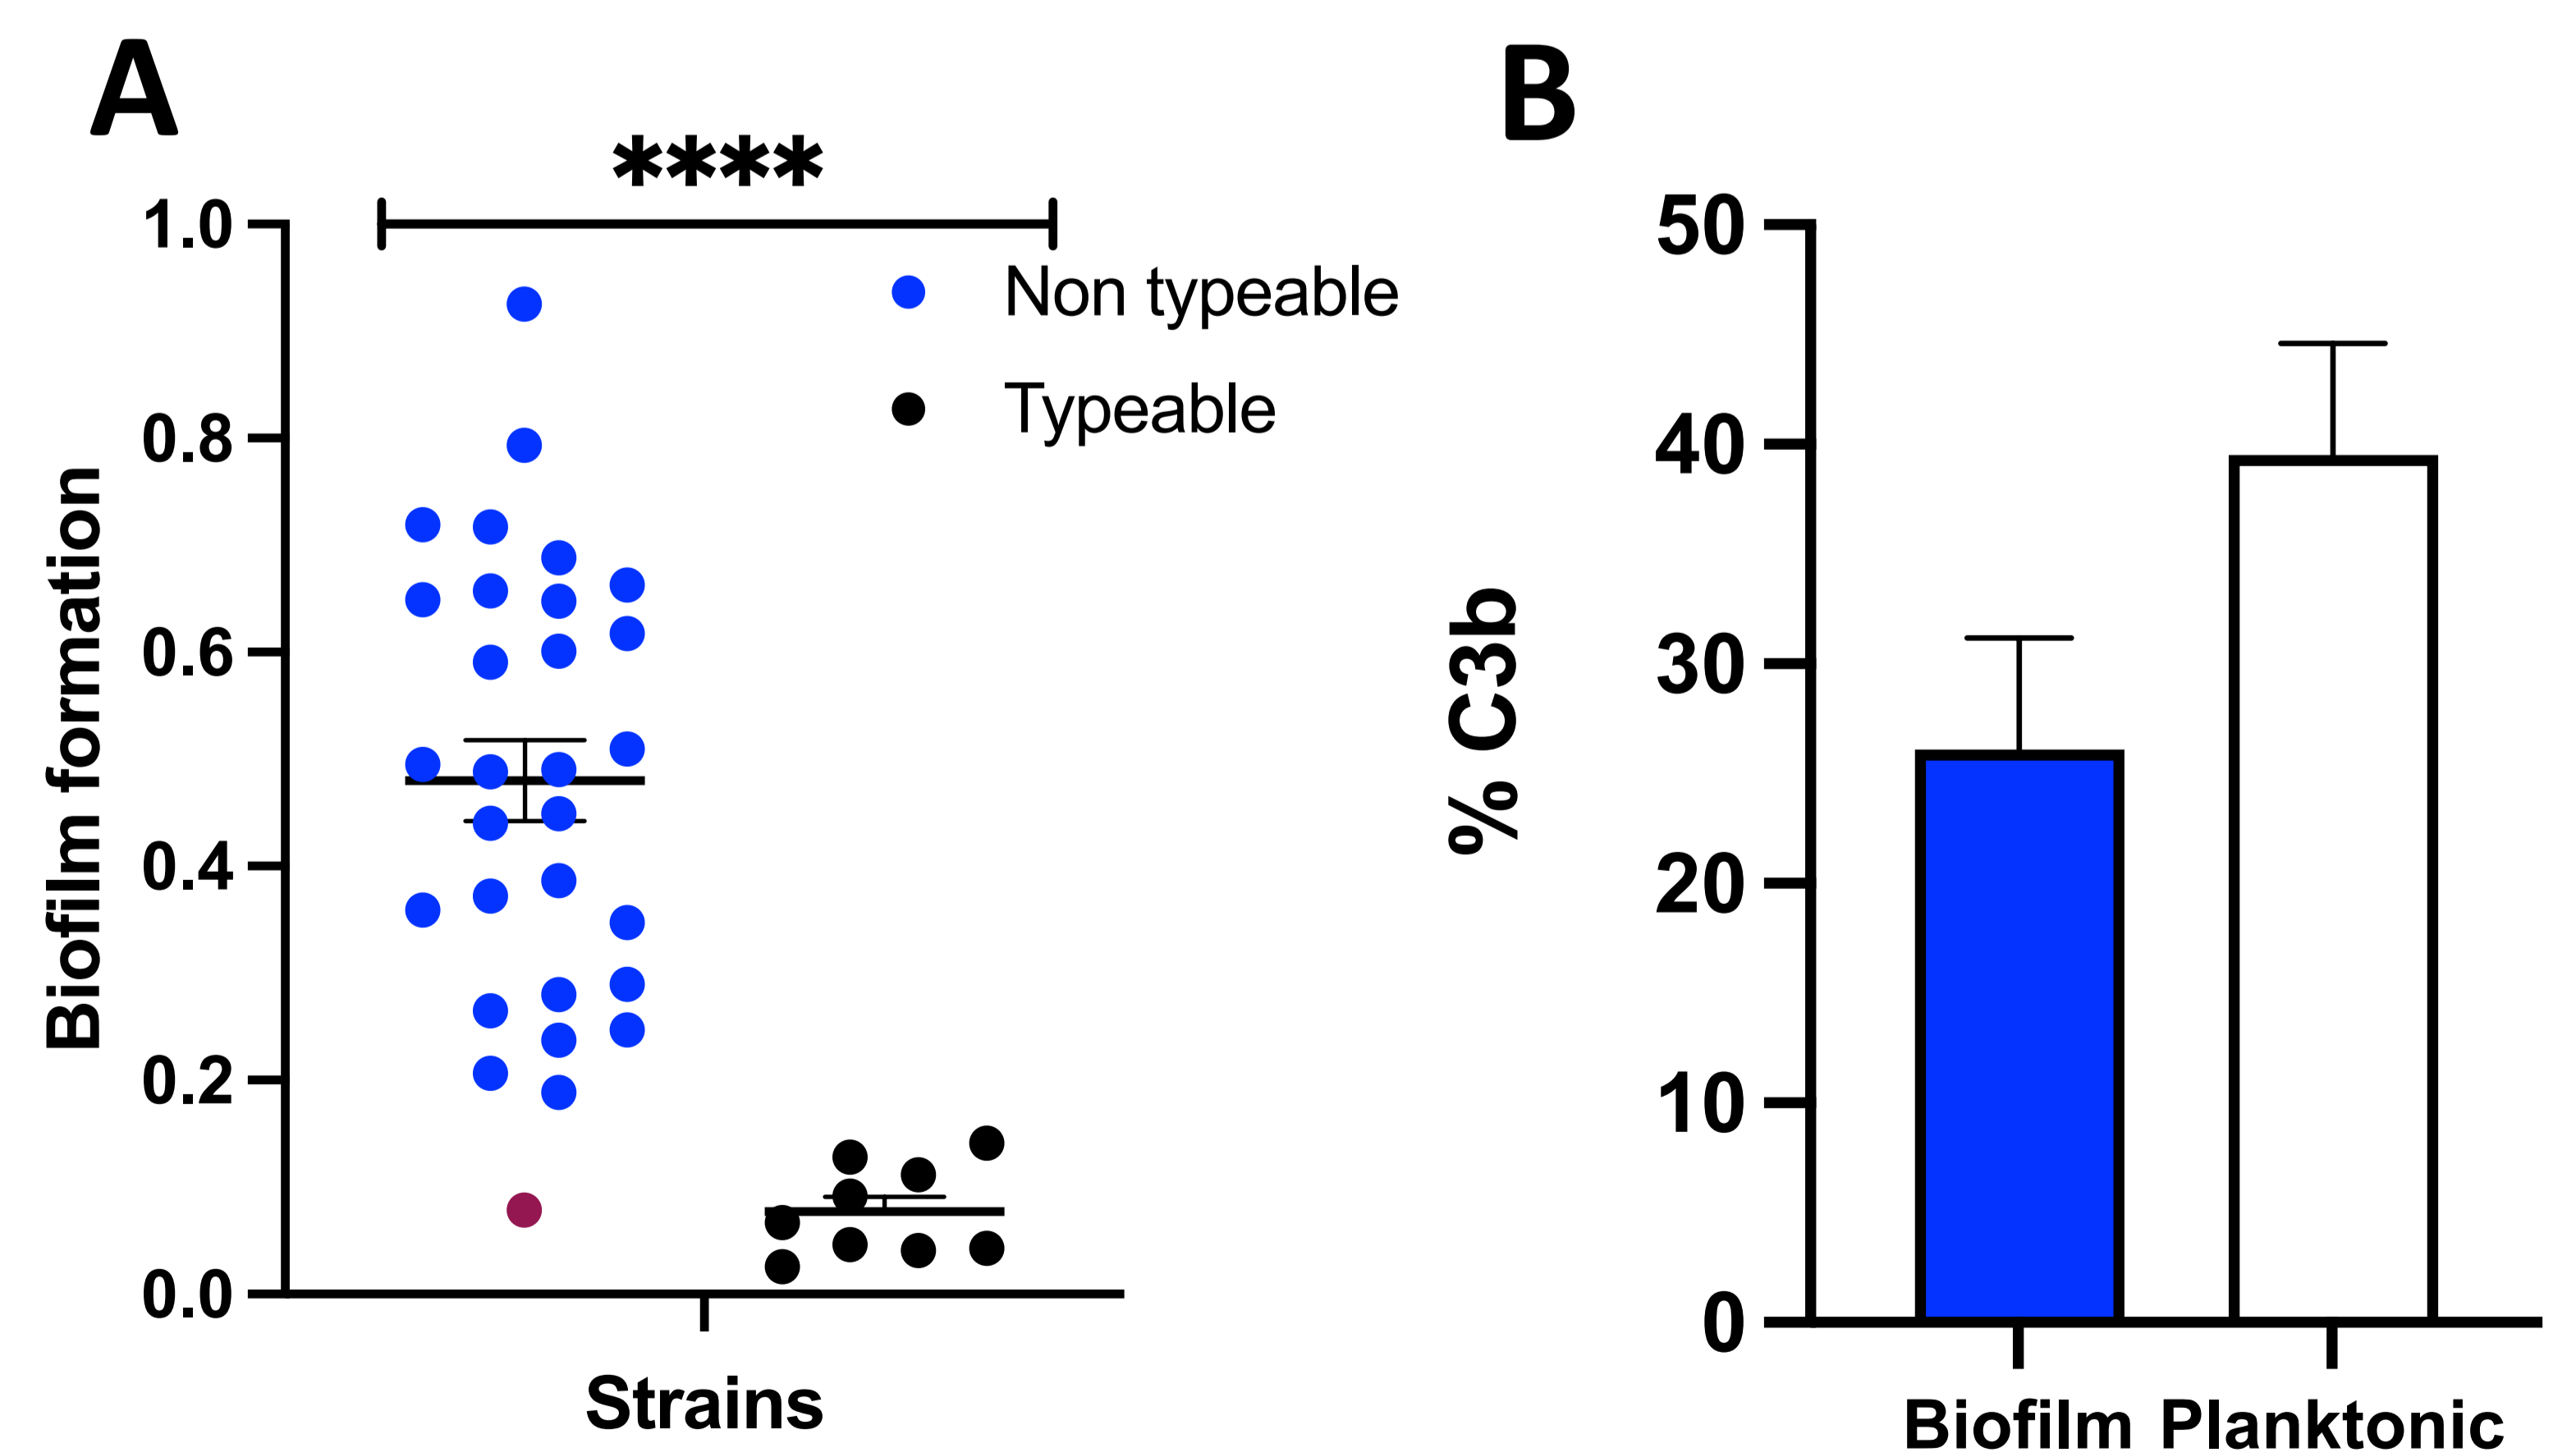 A
****
1.0
0.8
0.6
0.4
0.2
0.0
Biofilm formation
Non typeable
Typeable
Strains
B
50
40
30
20
10
0
% C3b
Biofilm Planktonic